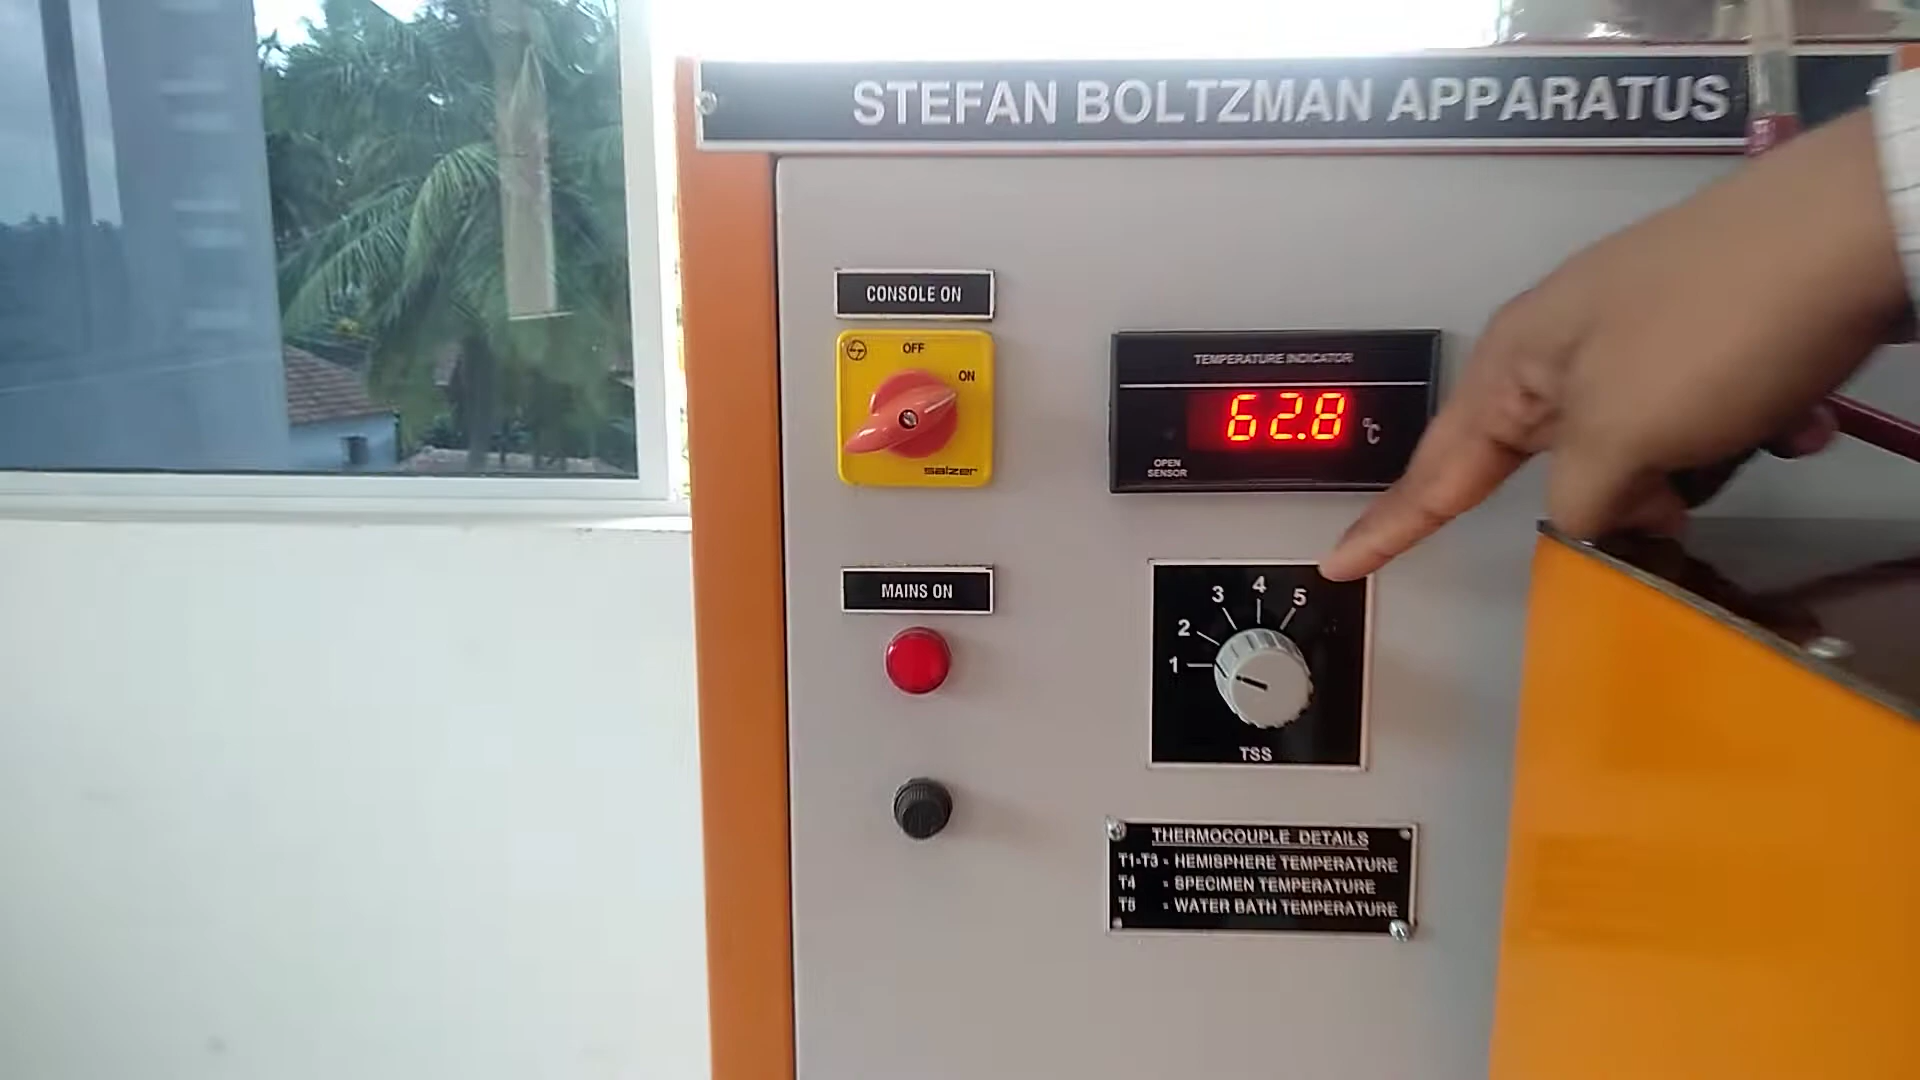 STEFAN BOLTZMAN APPARATUS
CONSOLE ON
OFF
ON
salzer
TEMPERATURE INDICATOR
62.8 °C
OPEN
SENSOR
MAINS ON
1 2 3 4 5
TSS
THERMOCOUPLE DETAILS
T1-T3 - HEMISPHERE TEMPERATURE
T4 - SPECIMEN TEMPERATURE
T5 - WATER BATH TEMPERATURE